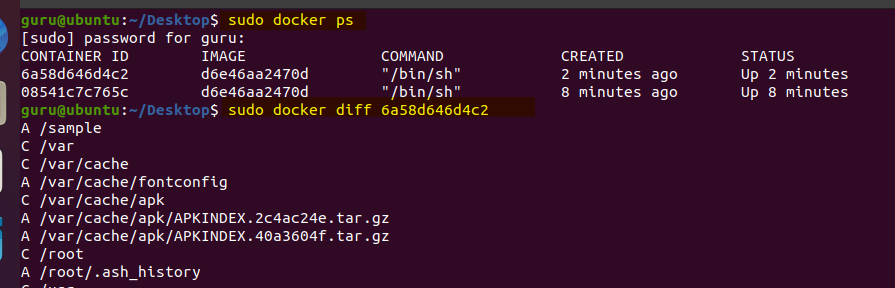 guru@ubuntu:~/Desktop$ sudo docker ps
[sudo] password for guru:
CONTAINER ID        IMAGE               COMMAND             CREATED             STATUS
6a58d646d4c2        d6e46aa2470d        "/bin/sh"           2 minutes ago       Up 2 minutes
08541c7c765c        d6e46aa2470d        "/bin/sh"           8 minutes ago       Up 8 minutes
guru@ubuntu:~/Desktop$ sudo docker diff 6a58d646d4c2
A /sample
C /var
C /var/cache
A /var/cache/fontconfig
C /var/cache/apk
A /var/cache/apk/APKINDEX.2c4ac24e.tar.gz
A /var/cache/apk/APKINDEX.40a3604f.tar.gz
C /root
A /root/.ash_history